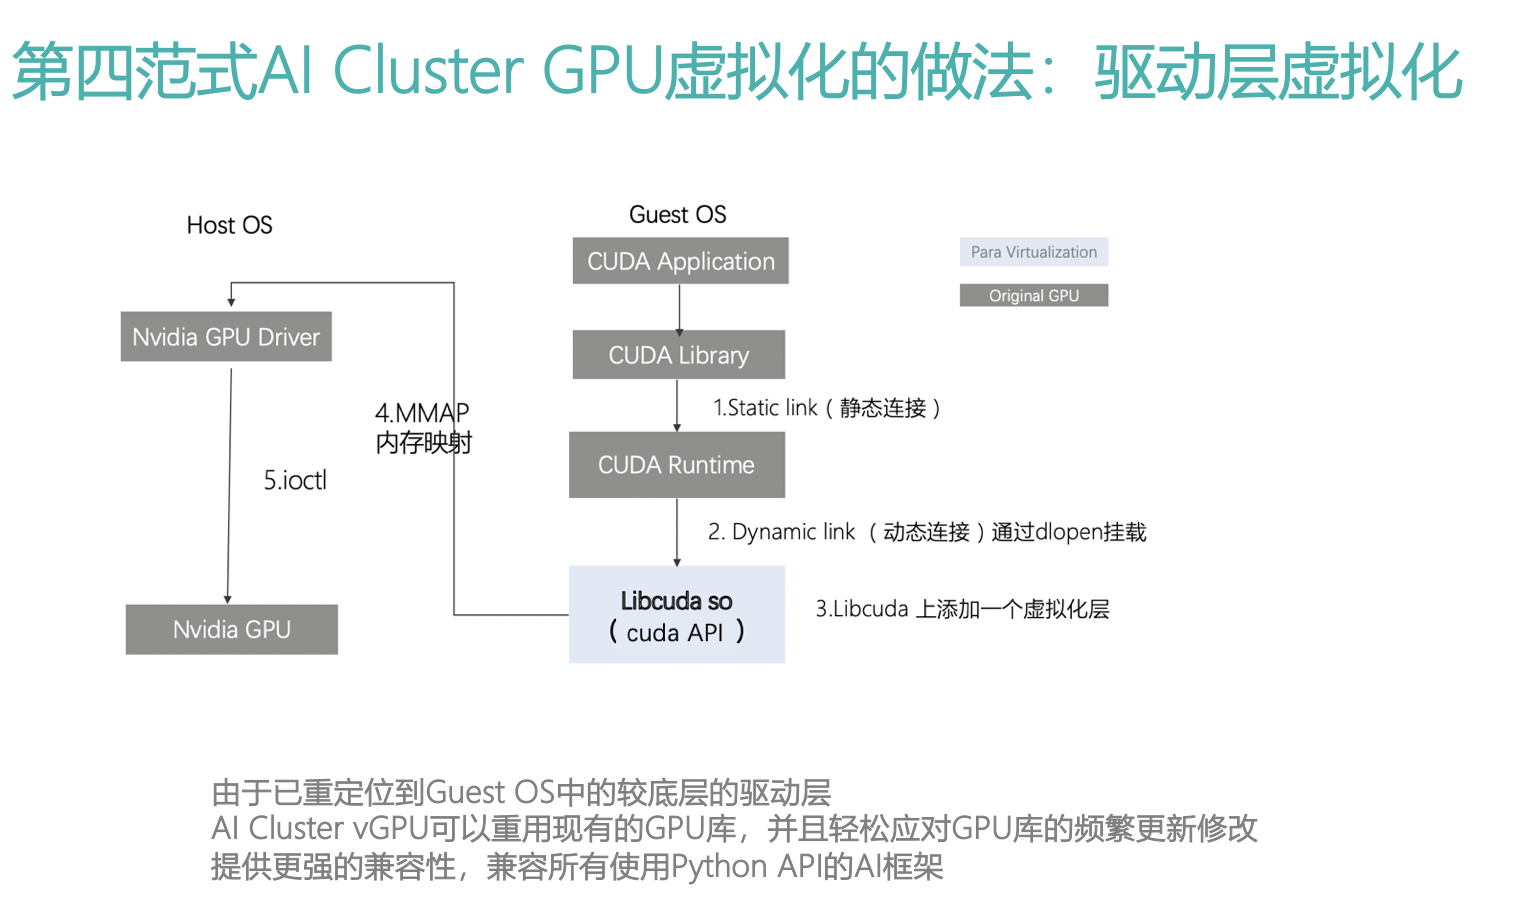 第四范式AI Cluster GPU虚拟化的做法：驱动层虚拟化
Host OS
Guest OS
CUDA Application
Para Virtualization
Original GPU
Nvidia GPU Driver
CUDA Library
4.MMAP
内存映射
1.Static link（静态连接）
CUDA Runtime
5.ioctl
2. Dynamic link （动态连接）通过dlopen挂载
Libcuda so
（cuda API ）
3.Libcuda 上添加一个虚拟化层
Nvidia GPU
由于已重定位到Guest OS中的较底层的驱动层
AI Cluster vGPU可以重用现有的GPU库，并且轻松应对GPU库的频繁更新修改
提供更强的兼容性，兼容所有使用Python API的AI框架